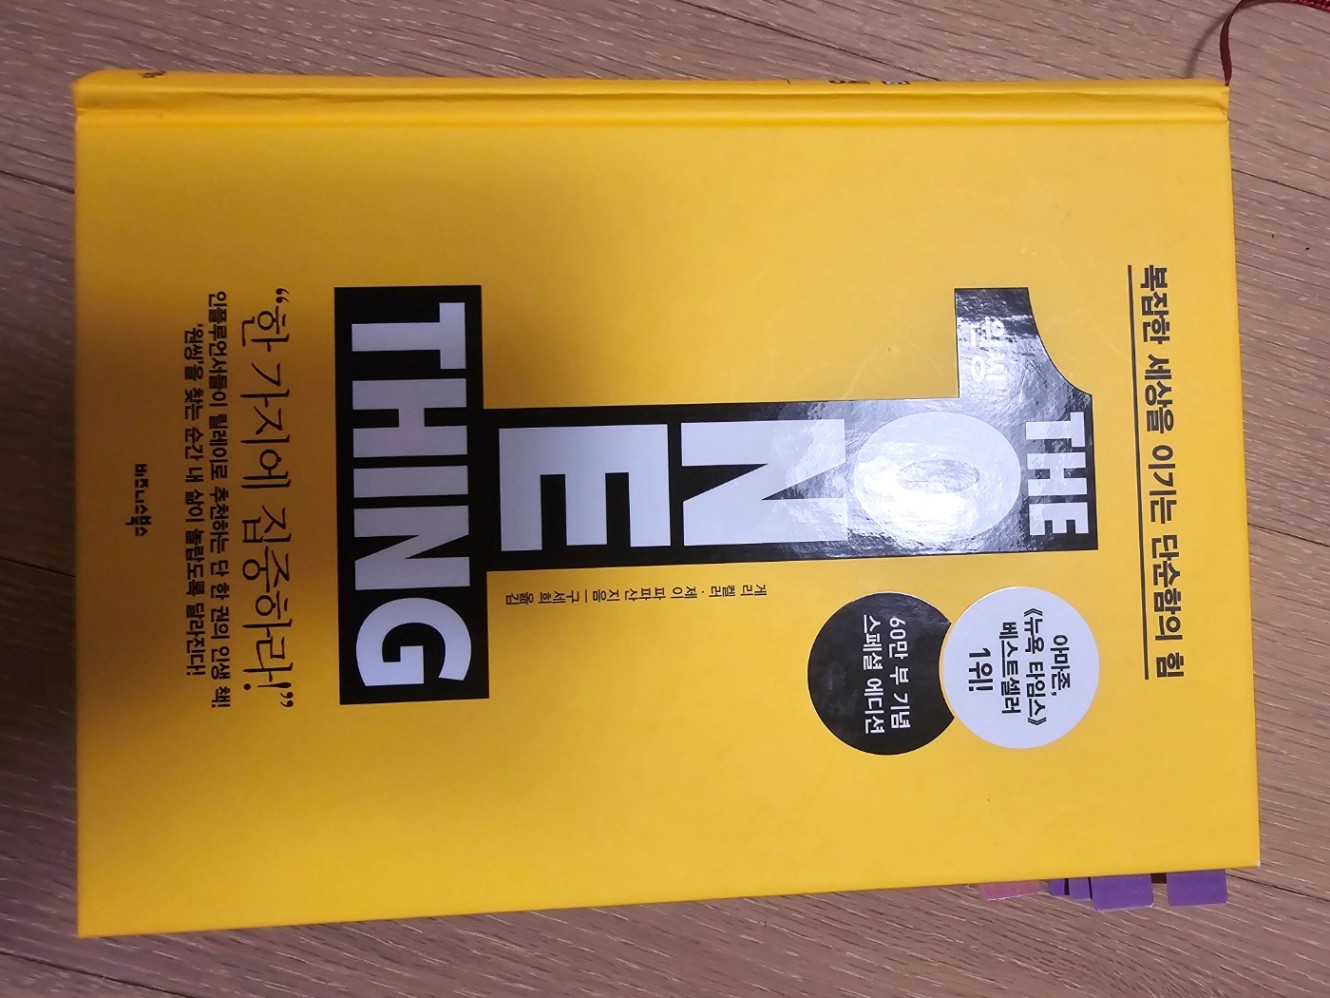 복잡한 세상을 이기는 단순함의 힘
아마존,
《뉴욕 타임스》
베스트셀러
1위!
60만 부 기념
스페셜 에디션
원씽
THE
ONE
THING
게리 켈러 · 제이 파파산 지음 | 구세희 옮김
“한 가지에 집중하라!”
인플루언서들이 릴레이로 추천하는 단 한 권의 인생 책!
‘원씽’을 찾는 순간 내 삶이 놀랍도록 달라진다!
비즈니스북스